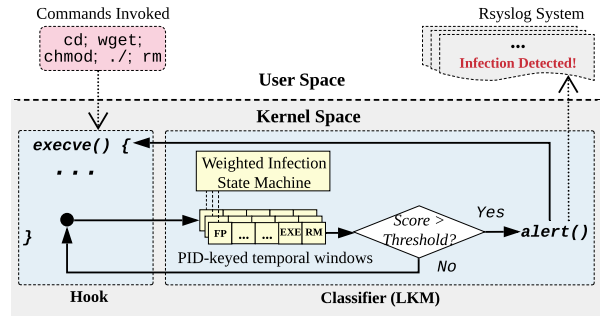 Commands Invoked
cd; wget;
chmod; ./; rm
Rsyslog System
...
Infection Detected!
User Space
Kernel Space
execve() {
...
}
Weighted Infection
State Machine
FP ... ... EXE RM
PID-keyed temporal windows
Score >
Threshold?
Yes
No
alert()
Hook
Classifier (LKM)